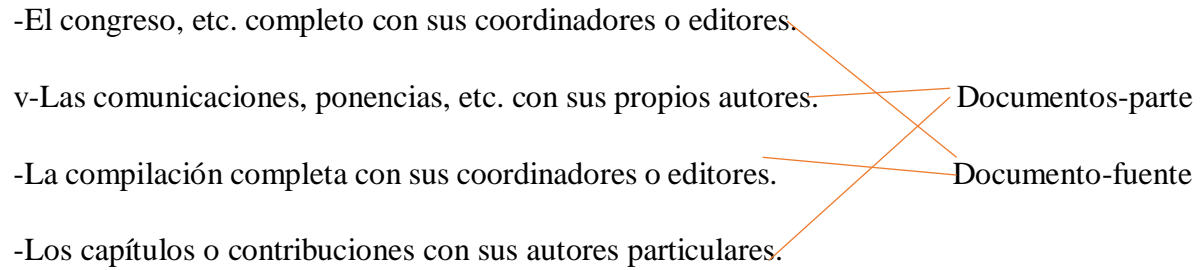 -El congreso, etc. completo con sus coordinadores o editores.
v-Las comunicaciones, ponencias, etc. con sus propios autores. Documentos-parte
-La compilación completa con sus coordinadores o editores. Documento-fuente
-Los capítulos o contribuciones con sus autores particulares.